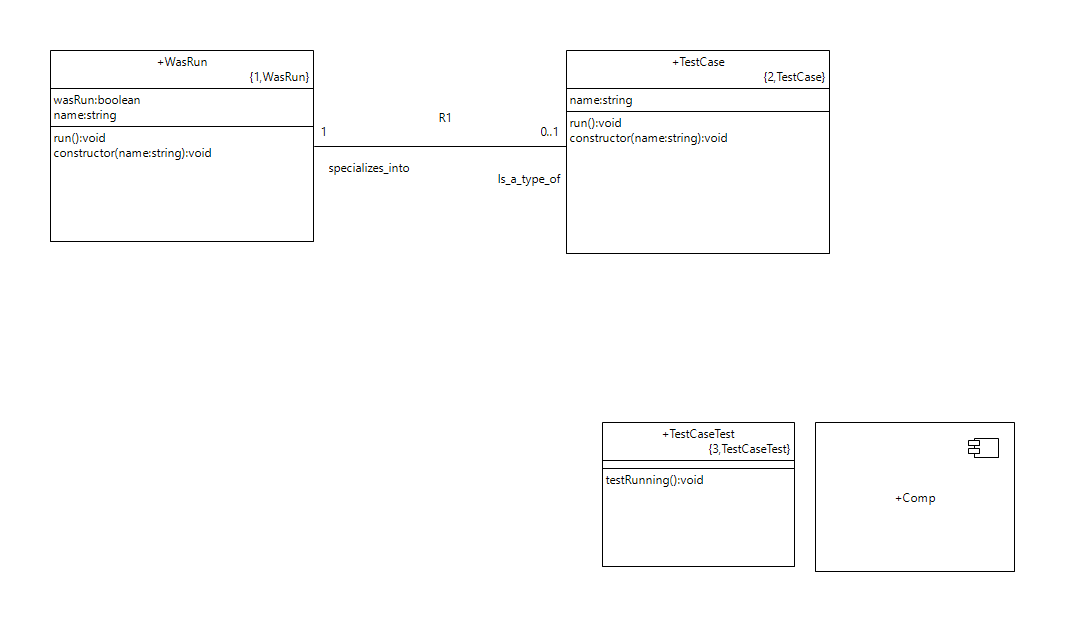 +WasRun
{1,WasRun}
wasRun:boolean
name:string
run():void
constructor(name:string):void
R1
1
0..1
specializes_into
Is_a_type_of
+TestCase
{2,TestCase}
name:string
run():void
constructor(name:string):void
+TestCaseTest
{3,TestCaseTest}
testRunning():void
+Comp